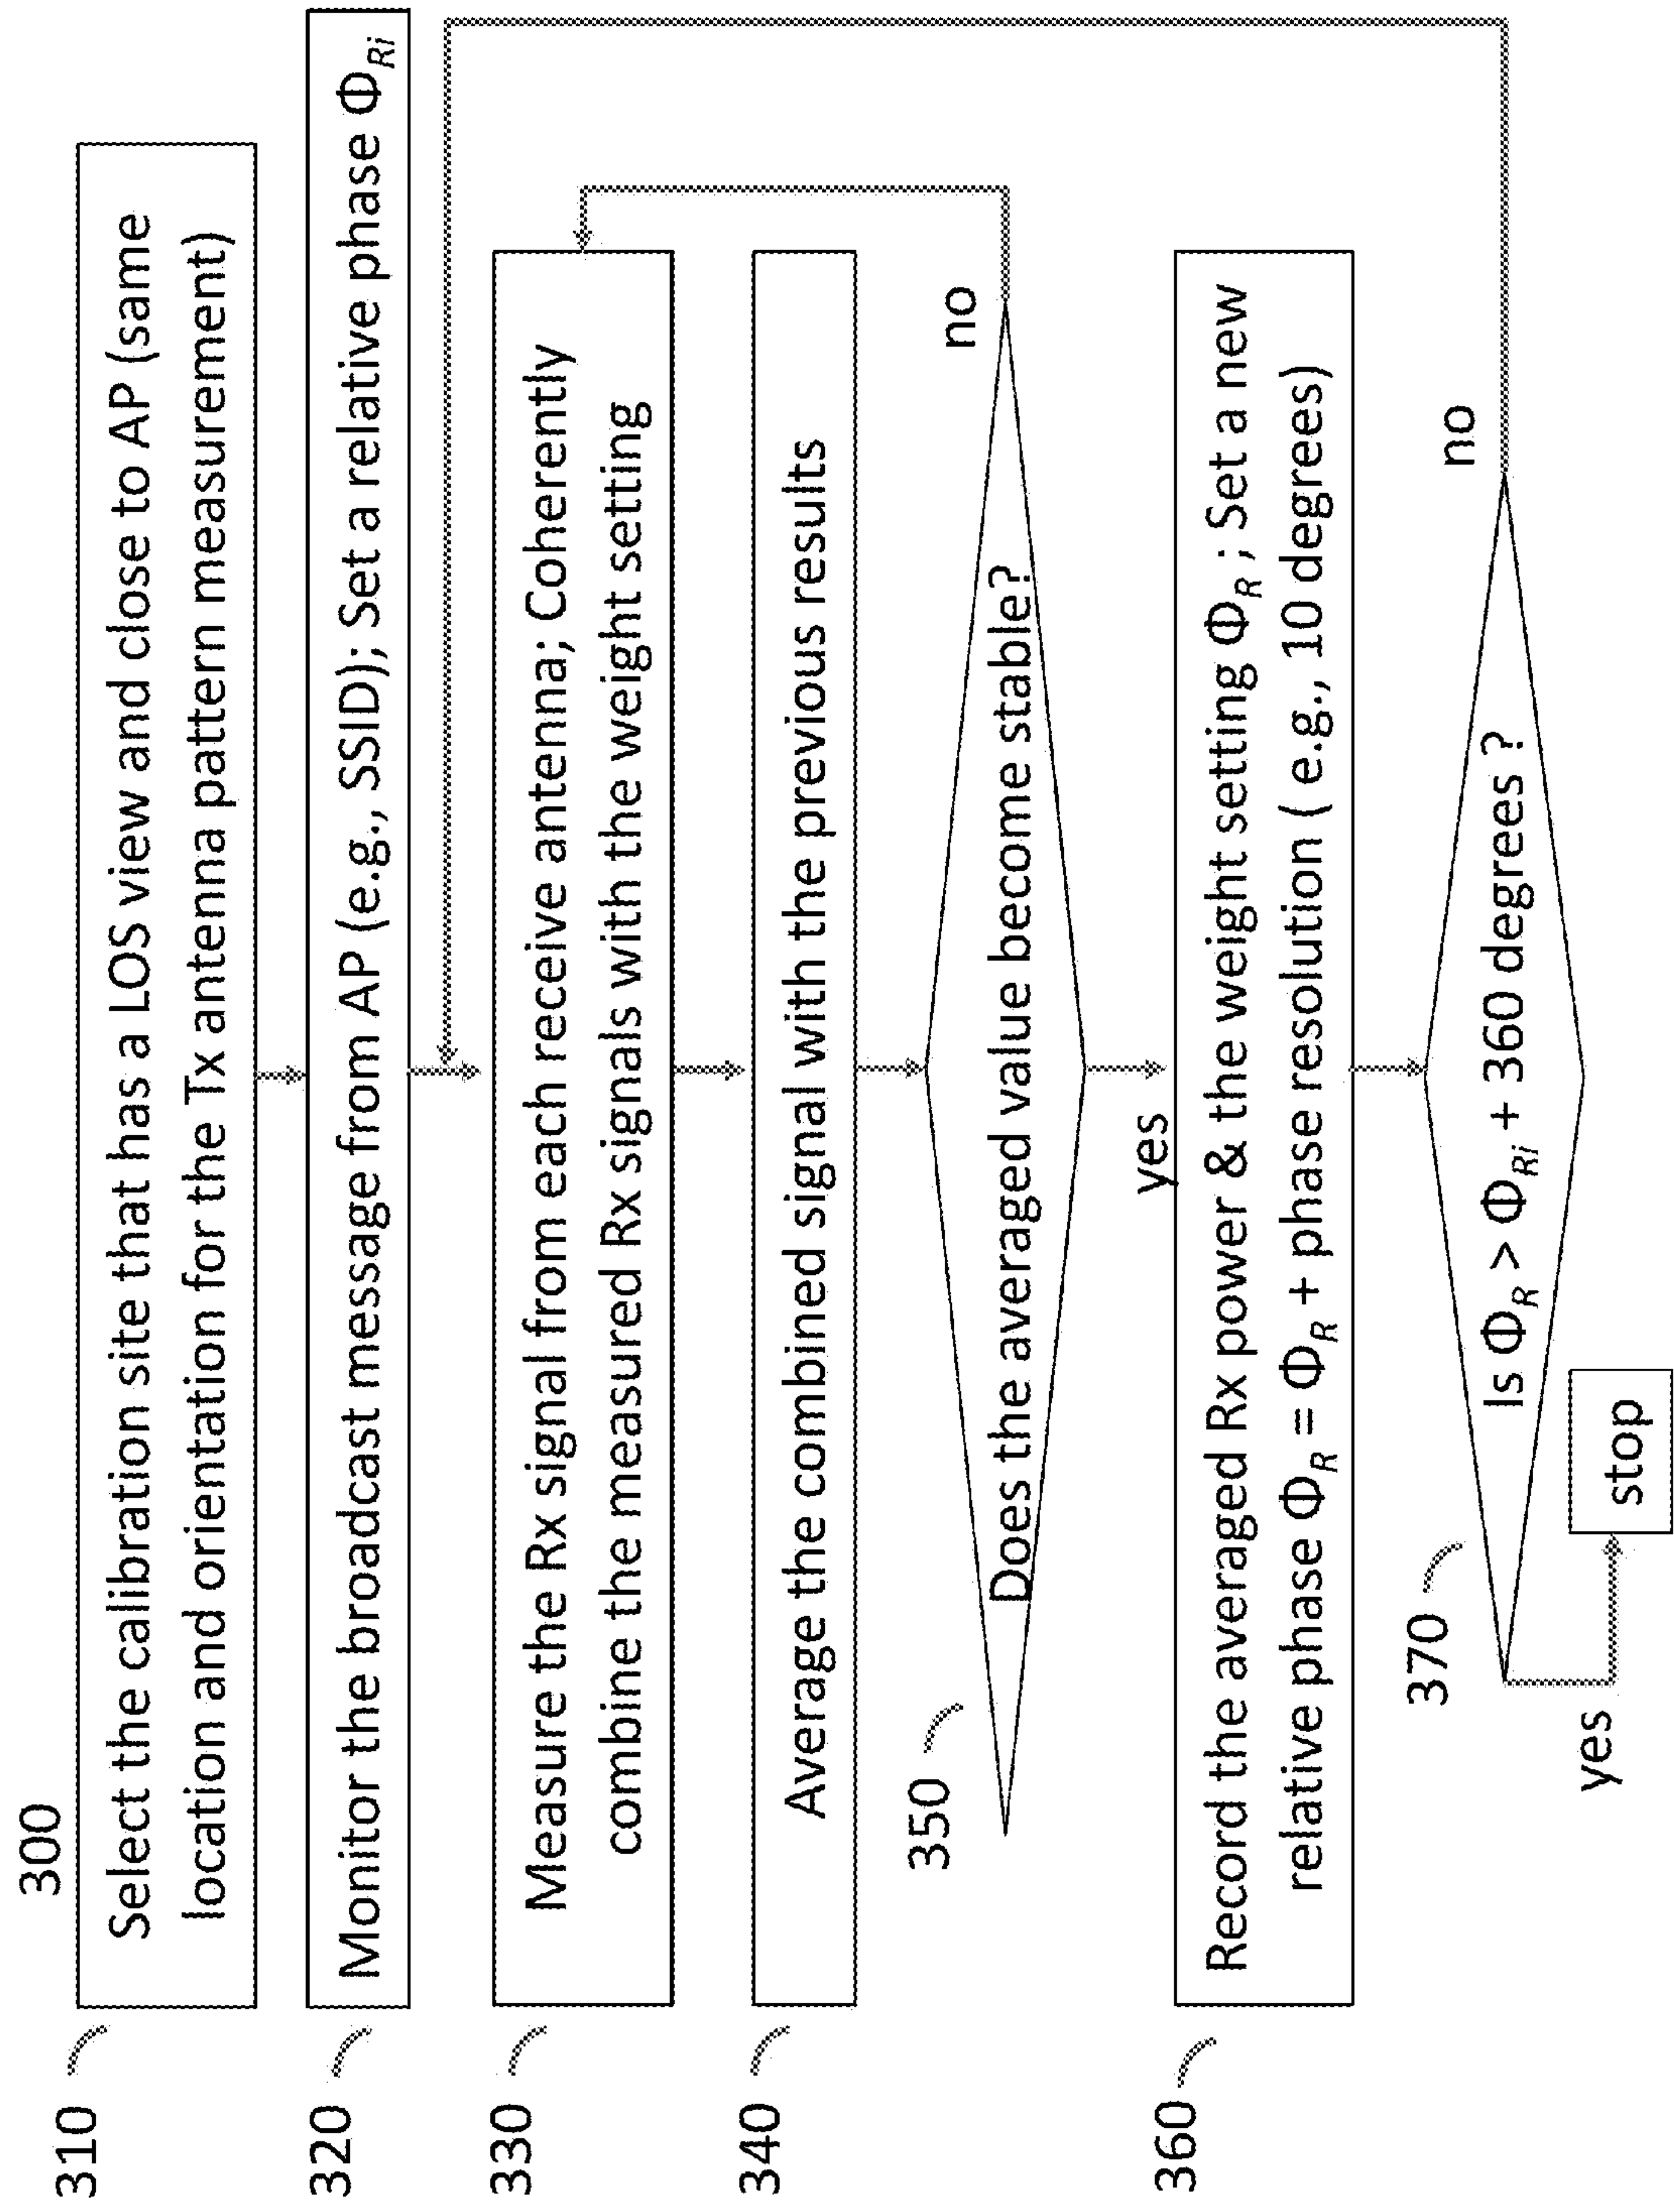 300
310
Select the calibration site that has a LOS view and close to AP (same
location and orientation for the Tx antenna pattern measurement)
320
Monitor the broadcast message from AP (e.g., SSID); Set a relative phase Φ_Ri
330
Measure the Rx signal from each receive antenna; Coherently
combine the measured Rx signals with the weight setting
340
Average the combined signal with the previous results
350
Does the averaged value become stable?
no
yes
360
Record the averaged Rx power & the weight setting Φ_R ; Set a new
relative phase Φ_R = Φ_R + phase resolution ( e.g., 10 degrees)
370
Is Φ_R > Φ_Ri + 360 degrees ?
no
yes
stop